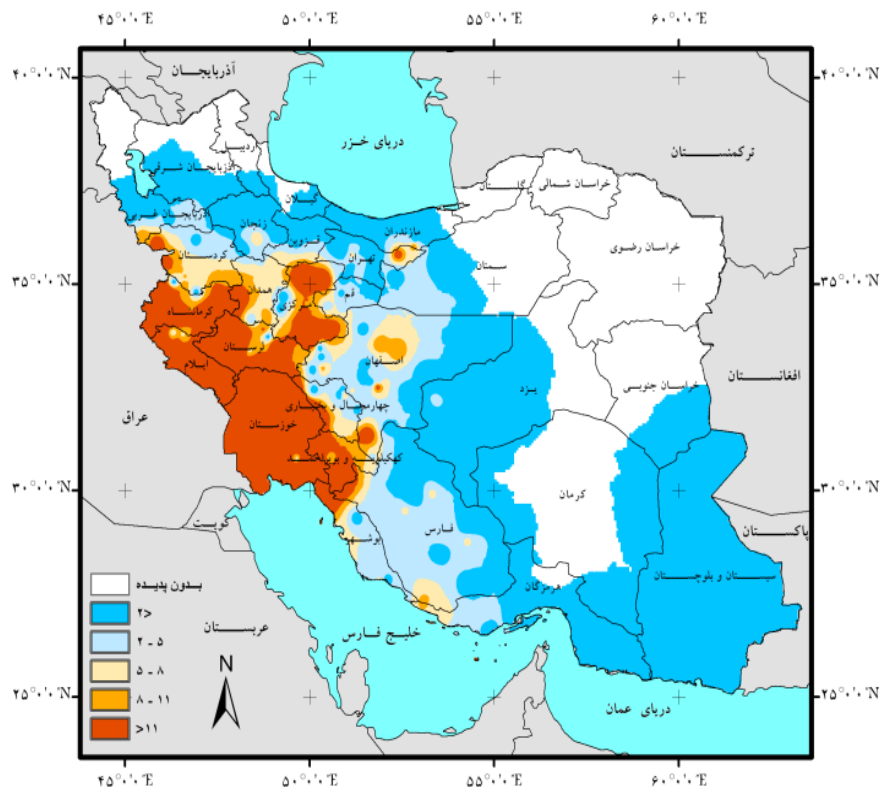 ۴۵°۰'۰"E ۵۰°۰'۰"E ۵۵°۰'۰"E ۶۰°۰'۰"E
۴۰°۰'۰"N ۴۰°۰'۰"N
آذربایجان
دریای خزر
ترکمنستان
اردبیل
آذربایجان شرقی
گیلان
گلستان
خراسان شمالی
آذربایجان غربی
زنجان
قزوین
مازندران
خراسان رضوی
کردستان
تهران
سمنان
۳۵°۰'۰"N ۳۵°۰'۰"N
همدان
مرکزی
قم
کرماشاه
لرستان
ایلام
اصفهان
یزد
خراسان جنوبی
افغانستان
عراق
چهارمحال و بختیاری
خوزستان
کهکیلویه و بویراحمد
۳۰°۰'۰"N ۳۰°۰'۰"N
کرمان
کویت
بوشهر
فارس
پاکستان
سیستان و بلوچستان
هرمزگان
بدون پدیده
۲>
۲ - ۵
۵ - ۸
۸ - ۱۱
>۱۱
N
عربستان
خلیج فارس
دریای عمان
۲۵°۰'۰"N ۲۵°۰'۰"N
۴۵°۰'۰"E ۵۰°۰'۰"E ۵۵°۰'۰"E ۶۰°۰'۰"E